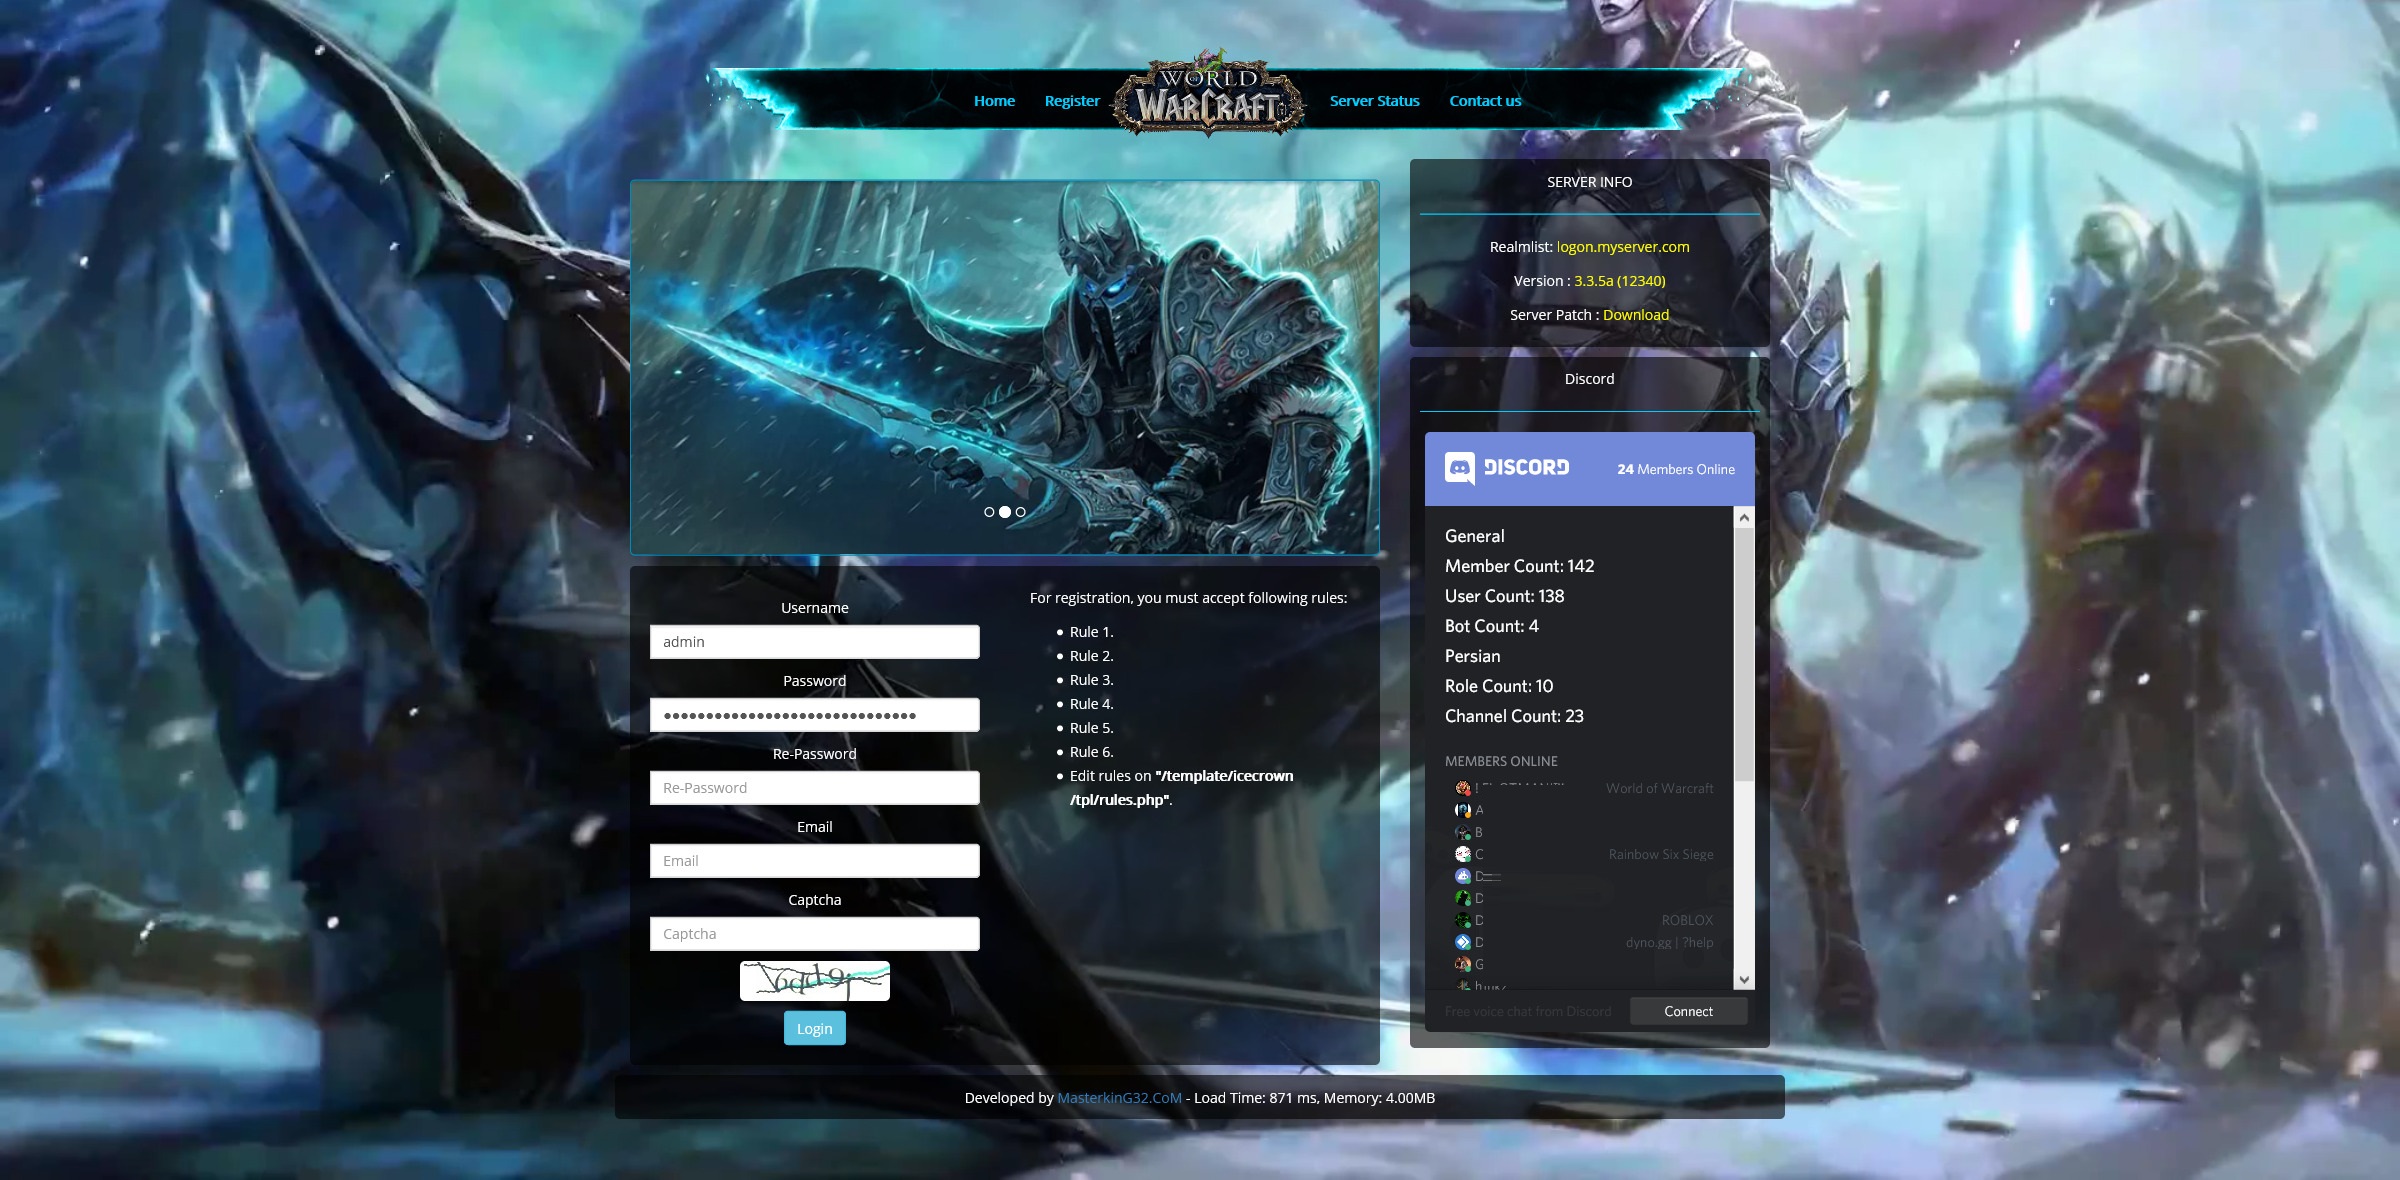 Home
Register
WORLD OF WARCRAFT
Server Status
Contact us
SERVER INFO
Realmlist: logon.myserver.com
Version : 3.3.5a (12340)
Server Patch : Download
Discord
DISCORD
24 Members Online
General
Member Count: 142
User Count: 138
Bot Count: 4
Persian
Role Count: 10
Channel Count: 23
MEMBERS ONLINE
World of Warcraft
A
B
C Rainbow Six Siege
D
D
D ROBLOX
D dyno.gg | ?help
G
Free voice chat from Discord
Connect
Username
admin
Password
Re-Password
Re-Password
Email
Email
Captcha
Captcha
Login
For registration, you must accept following rules:
Rule 1.
Rule 2.
Rule 3.
Rule 4.
Rule 5.
Rule 6.
Edit rules on "/template/icecrown
/tpl/rules.php".
Developed by MasterkinG32.CoM - Load Time: 871 ms, Memory: 4.00MB